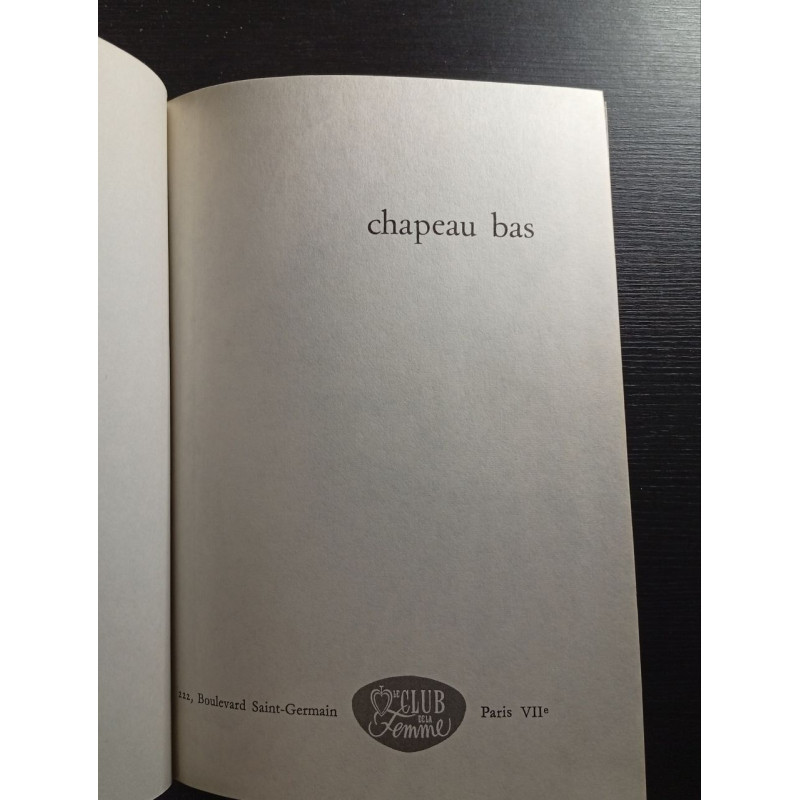 chapeau bas
222, Boulevard Saint-Germain
LE CLUB
DE LA
Femme
Paris VIIe